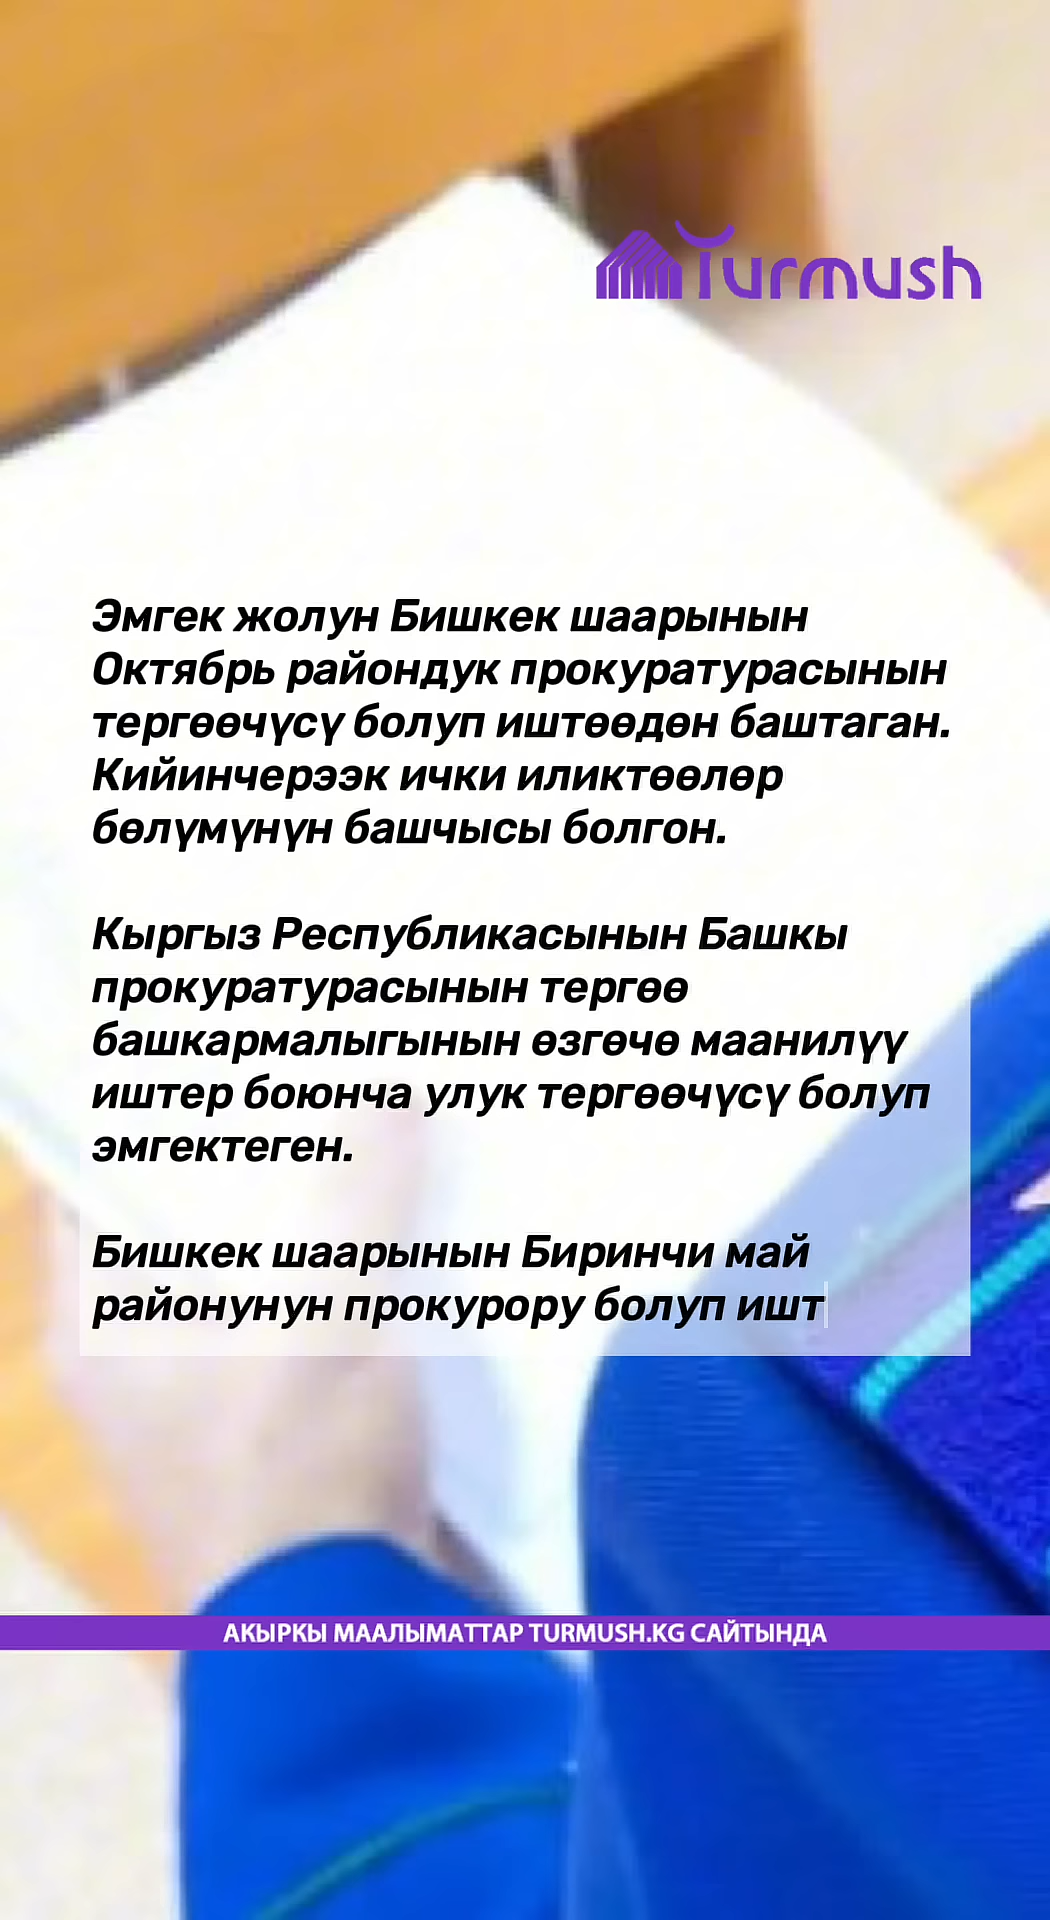 Turmush
Эмгек жолун Бишкек шаарынын
Октябрь райондук прокуратурасынын
тергөөчүсү болуп иштөөдөн баштаган.
Кийинчерээк ички иликтөөлөр
бөлүмүнүн башчысы болгон.
Кыргыз Республикасынын Башкы
прокуратурасынын тергөө
башкармалыгынын өзгөчө маанилүү
иштер боюнча улук тергөөчүсү болуп
эмгектеген.
Бишкек шаарынын Биринчи май
районунун прокурору болуп ишт
АКЫРКЫ МААЛЫМАТТАР TURMUSH.KG САЙТЫНДА